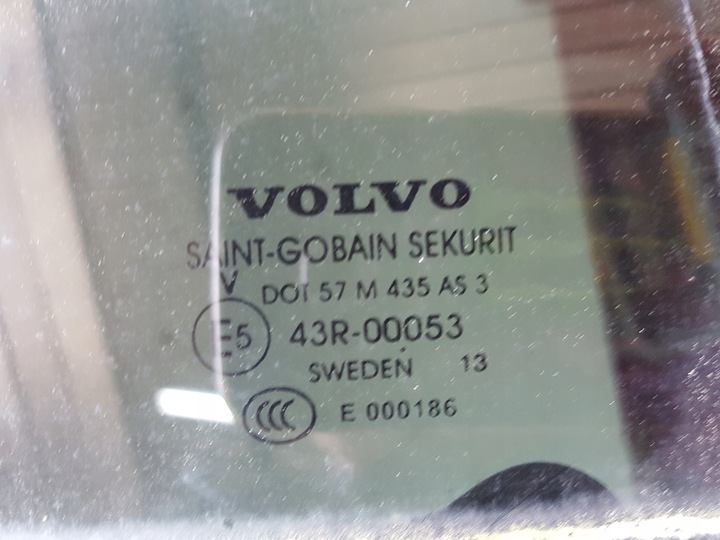 VOLVO
SAINT-GOBAIN SEKURIT
V
DOT 57 M 435 AS 3
E5 43R-00053
SWEDEN 13
CCC E 000186